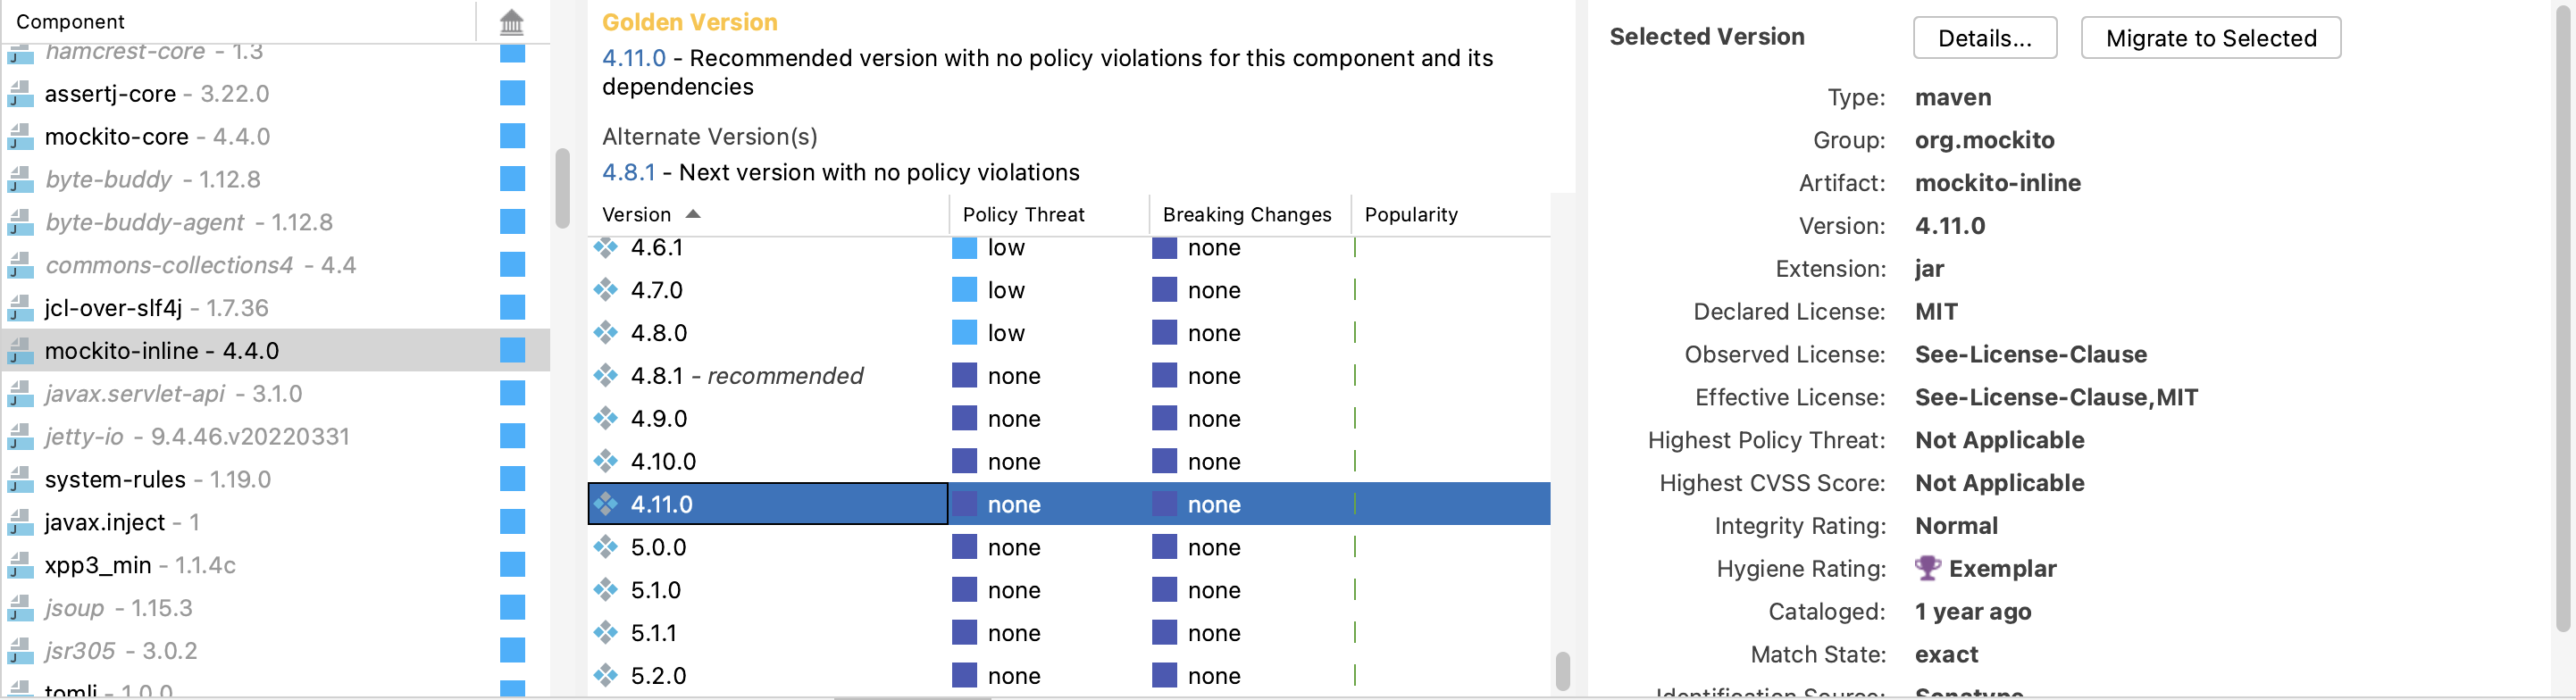 Component
hamcrest-core - 1.3
assertj-core - 3.22.0
mockito-core - 4.4.0
byte-buddy - 1.12.8
byte-buddy-agent - 1.12.8
commons-collections4 - 4.4
jcl-over-slf4j - 1.7.36
mockito-inline - 4.4.0
javax.servlet-api - 3.1.0
jetty-io - 9.4.46.v20220331
system-rules - 1.19.0
javax.inject - 1
xpp3_min - 1.1.4c
jsoup - 1.15.3
jsr305 - 3.0.2
tomli - 1.0.0
Golden Version
4.11.0 - Recommended version with no policy violations for this component and its
dependencies
Alternate Version(s)
4.8.1 - Next version with no policy violations
Version Policy Threat Breaking Changes Popularity
4.6.1 low none
4.7.0 low none
4.8.0 low none
4.8.1 - recommended none none
4.9.0 none none
4.10.0 none none
4.11.0 none none
5.0.0 none none
5.1.0 none none
5.1.1 none none
5.2.0 none none
Selected Version Details... Migrate to Selected
Type: maven
Group: org.mockito
Artifact: mockito-inline
Version: 4.11.0
Extension: jar
Declared License: MIT
Observed License: See-License-Clause
Effective License: See-License-Clause,MIT
Highest Policy Threat: Not Applicable
Highest CVSS Score: Not Applicable
Integrity Rating: Normal
Hygiene Rating: Exemplar
Cataloged: 1 year ago
Match State: exact
Identification Source: Sonatype